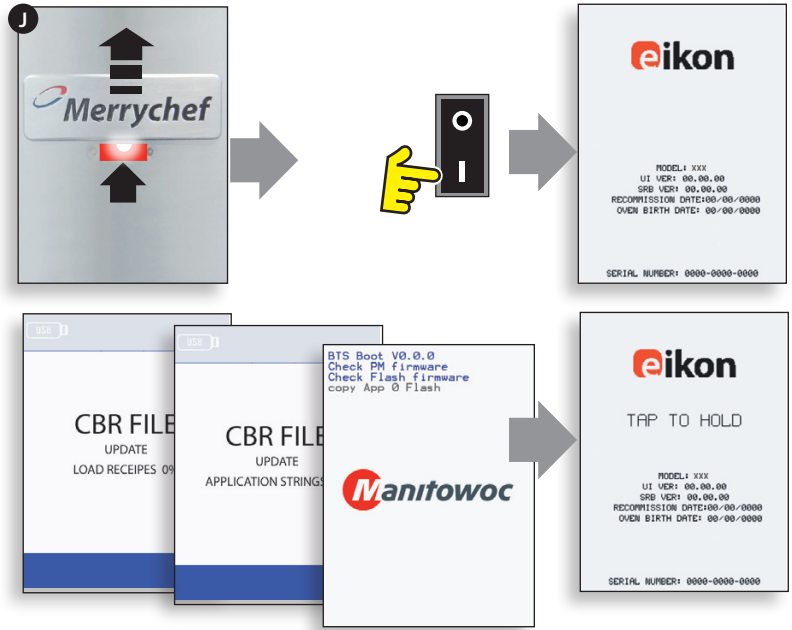 J
Merrychef
eikon
MODEL: XXX
UI VER: 00.00.00
SRB VER: 00.00.00
RECOMMISSION DATE:00/00/0000
OVEN BIRTH DATE: 00/00/0000
SERIAL NUMBER: 0000-0000-0000
USB
CBR FILE
UPDATE
LOAD RECEIPES 0%
USB
CBR FILE
UPDATE
APPLICATION STRINGS
BTS Boot V0.0.0
Check PM firmware
Check Flash firmware
copy App 0 Flash
Manitowoc
eikon
TAP TO HOLD
MODEL: XXX
UI VER: 00.00.00
SRB VER: 00.00.00
RECOMMISSION DATE:00/00/0000
OVEN BIRTH DATE: 00/00/0000
SERIAL NUMBER: 0000-0000-0000